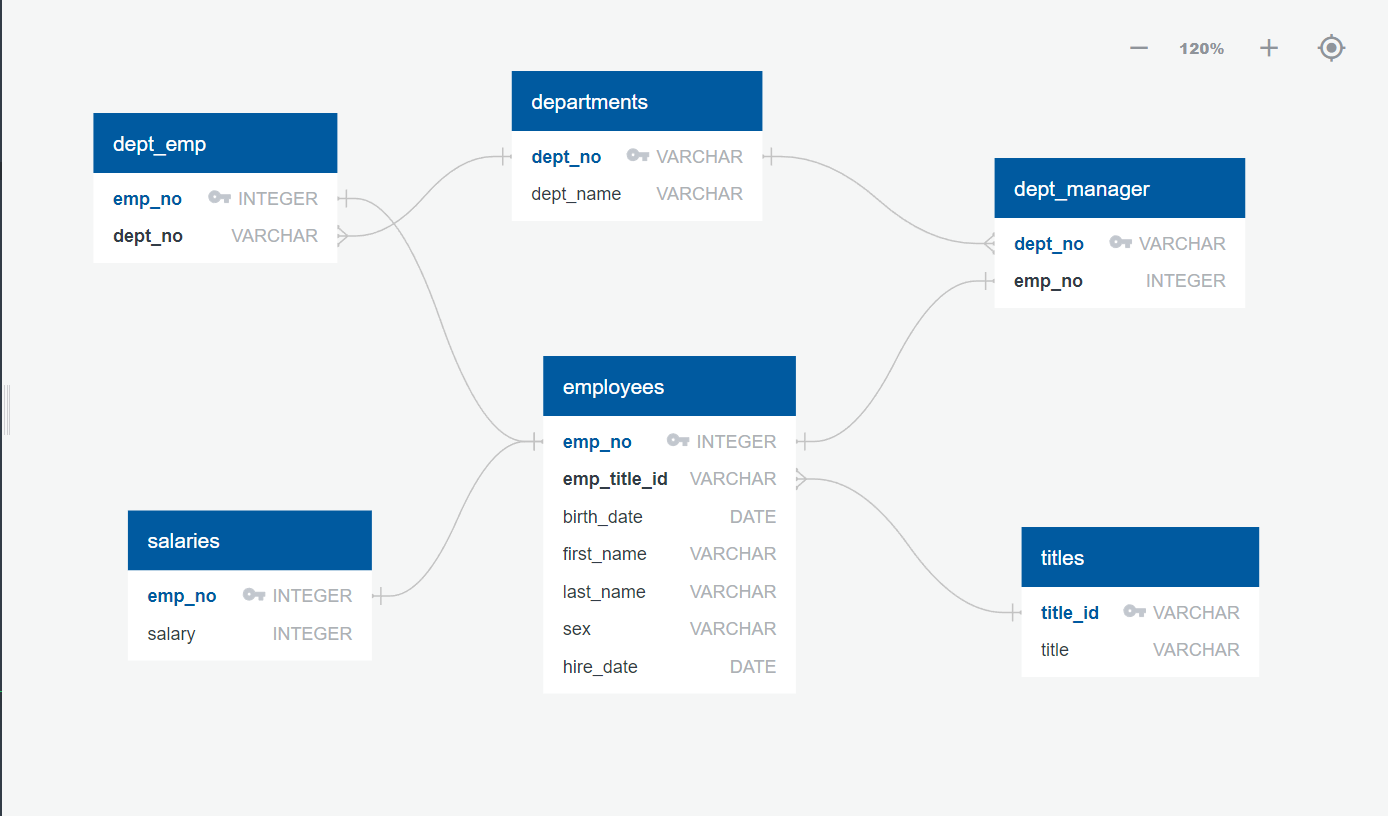 120%
departments
dept_no VARCHAR
dept_name VARCHAR
dept_emp
emp_no INTEGER
dept_no VARCHAR
dept_manager
dept_no VARCHAR
emp_no INTEGER
employees
emp_no INTEGER
emp_title_id VARCHAR
birth_date DATE
first_name VARCHAR
last_name VARCHAR
sex VARCHAR
hire_date DATE
salaries
emp_no INTEGER
salary INTEGER
titles
title_id VARCHAR
title VARCHAR